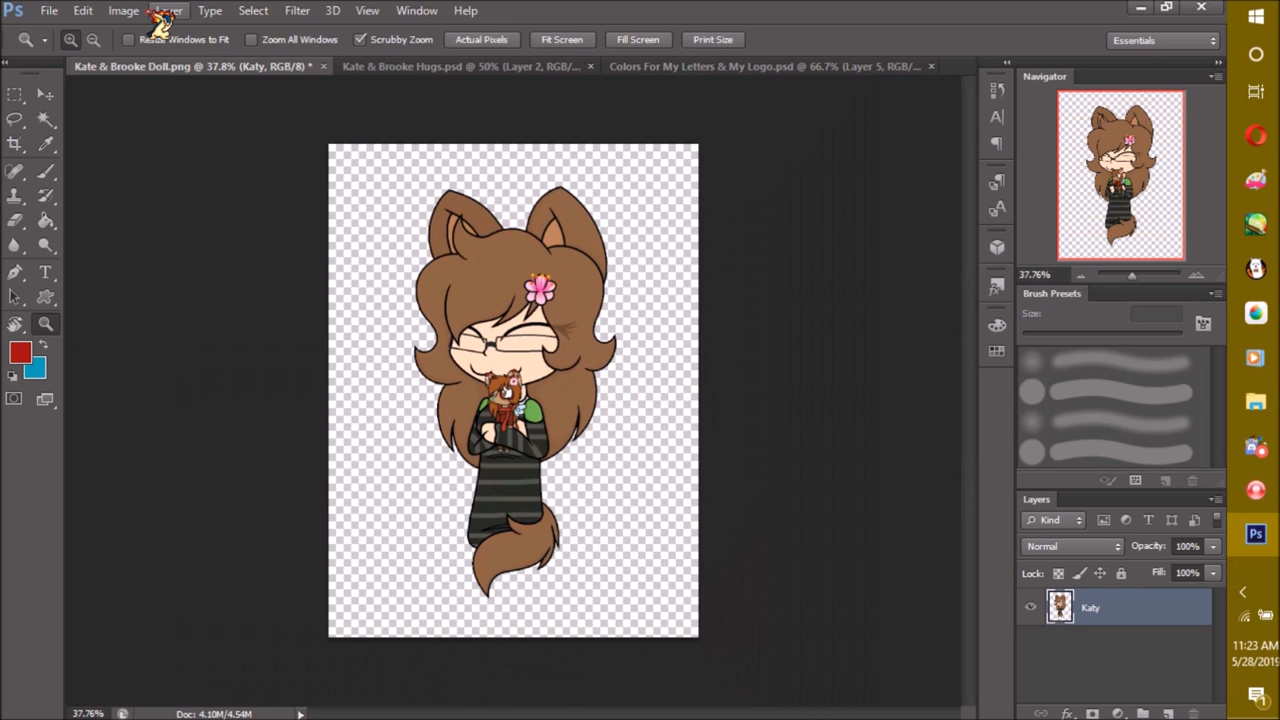 Ps File Edit Image Layer Type Select Filter 3D View Window Help
Resize Windows to Fit Zoom All Windows Scrubby Zoom Actual Pixels Fit Screen Fill Screen Print Size Essentials
Kate & Brooke Doll.png @ 37.8% (Katy, RGB/8) * × Kate & Brooke Hugs.psd @ 50% (Layer 2, RGB/... × Colors For My Letters & My Logo.psd @ 66.7% (Layer 5, RGB/... ×
Navigator
37.76%
Brush Presets
Size:
Layers
Kind
Normal Opacity: 100%
Lock: Fill: 100%
Katy
Ps
11:23 AM
5/28/2019
37.76% Doc: 4.10M/4.54M